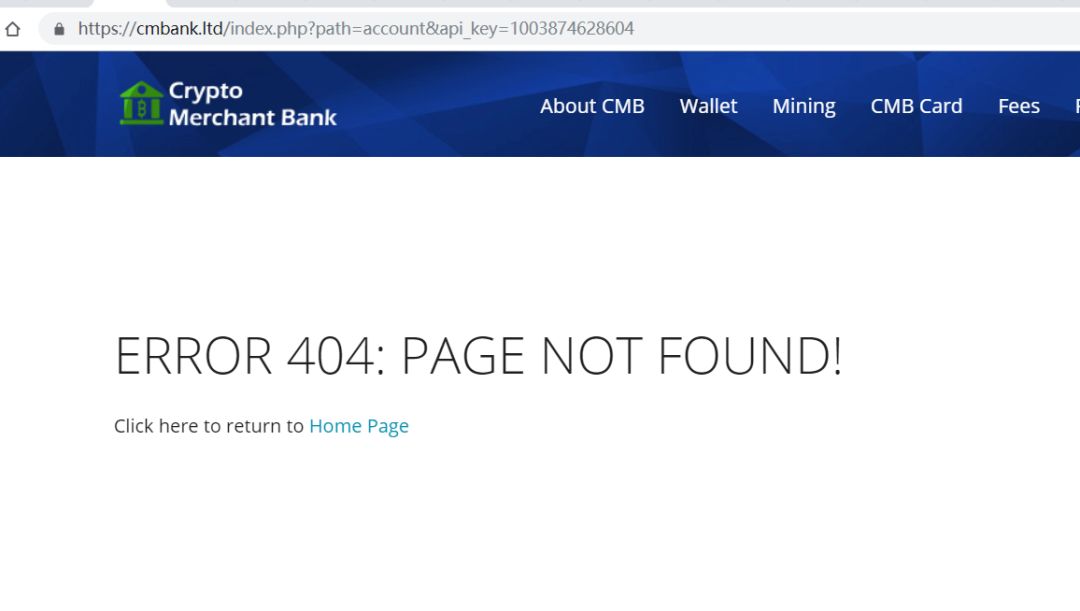 https://cmbank.ltd/index.php?path=account&api_key=1003874628604
Crypto
Merchant Bank
About CMB Wallet Mining CMB Card Fees
ERROR 404: PAGE NOT FOUND!
Click here to return to Home Page